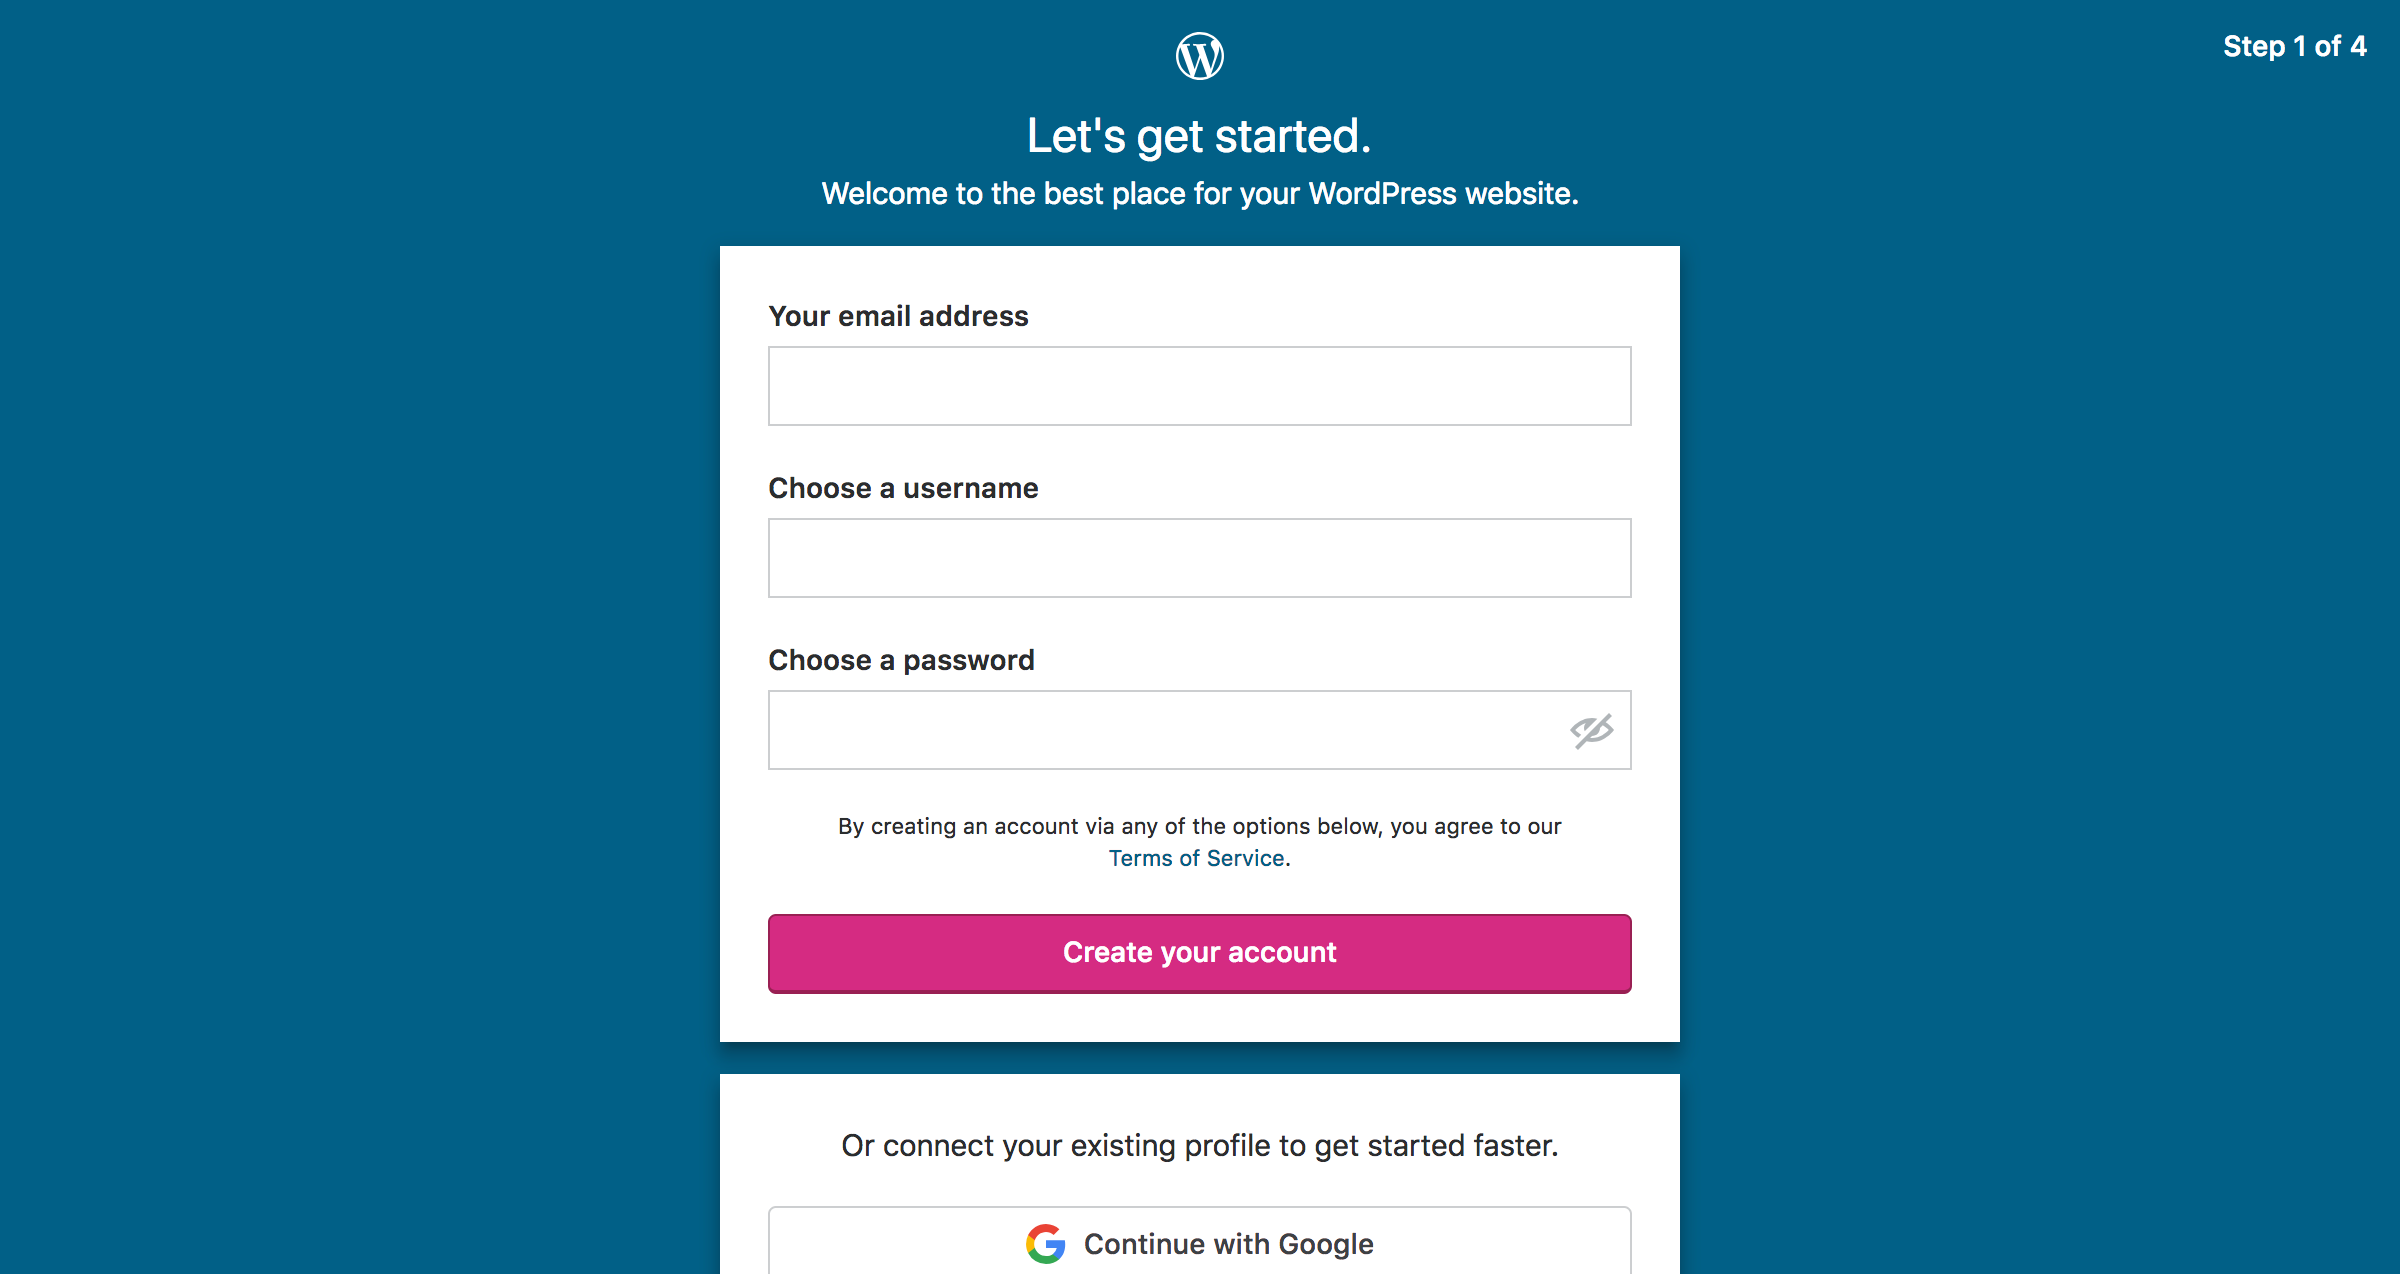 Step 1 of 4
Let's get started.
Welcome to the best place for your WordPress website.
Your email address
Choose a username
Choose a password
By creating an account via any of the options below, you agree to our
Terms of Service.
Create your account
Or connect your existing profile to get started faster.
Continue with Google